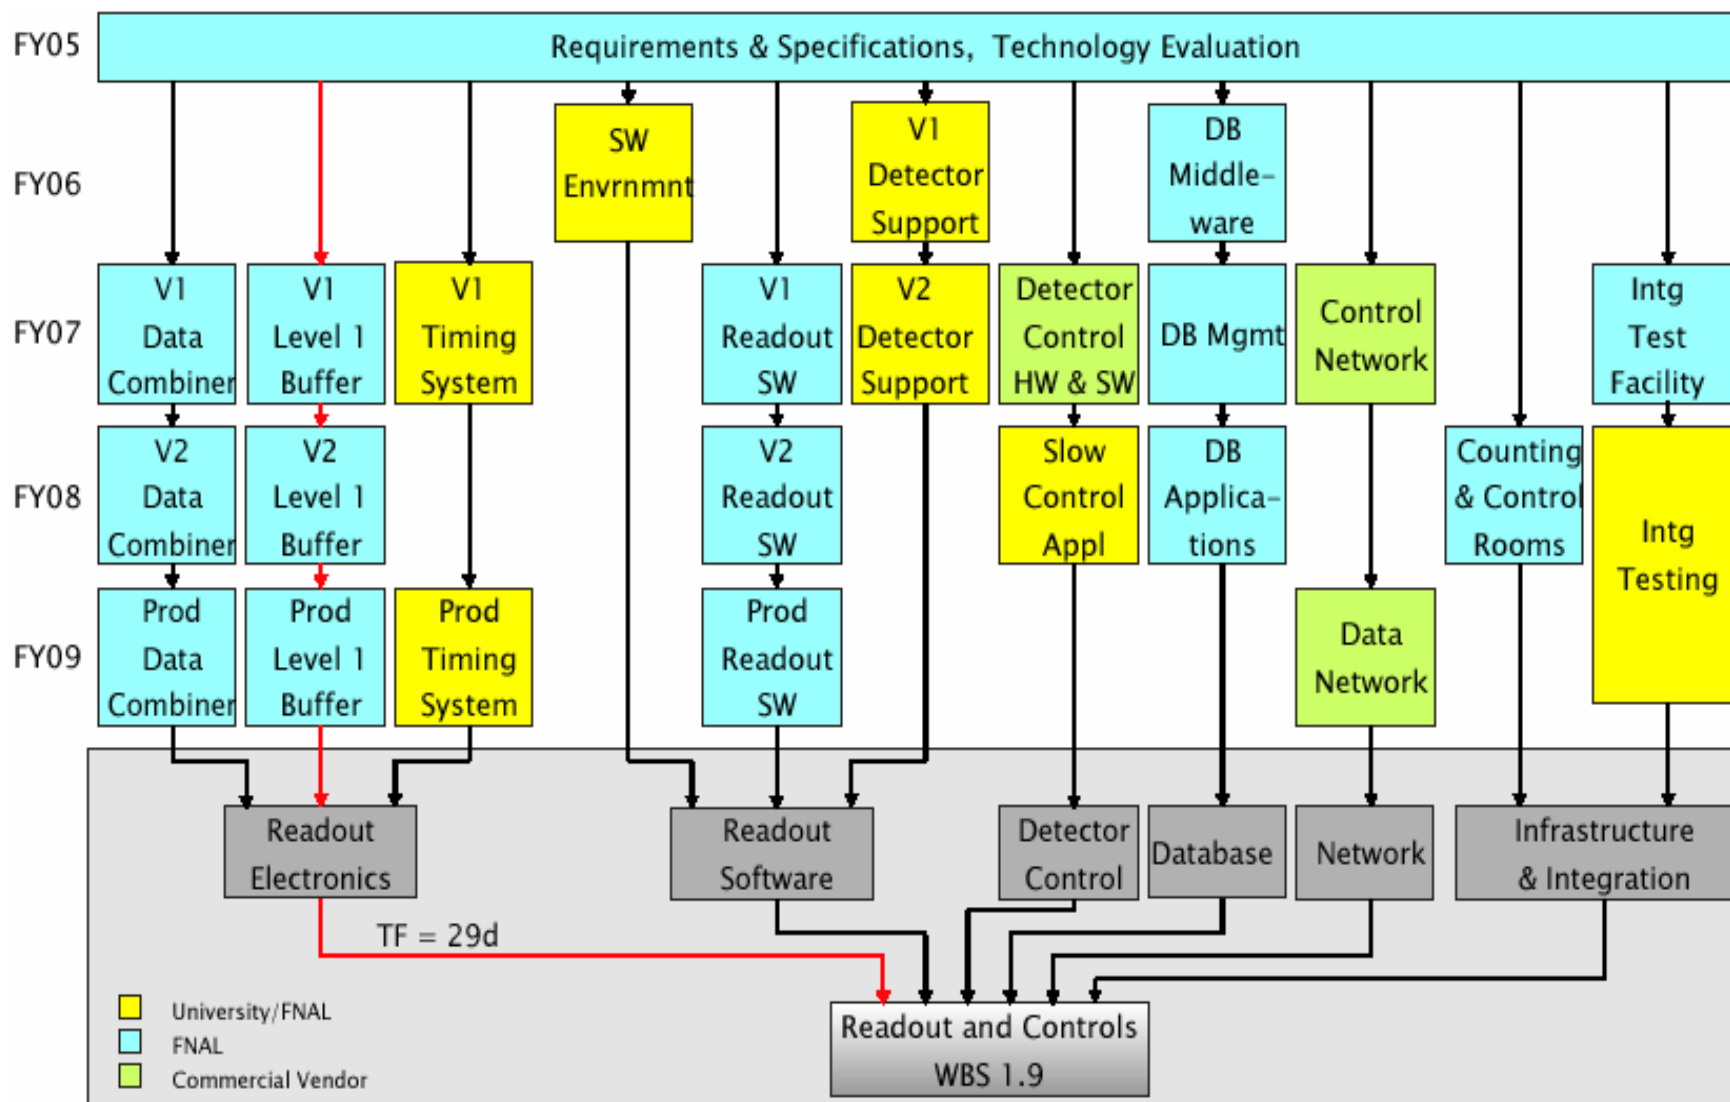 FY05
Requirements & Specifications, Technology Evaluation
FY06
SW
Envrnmnt
V1
Detector
Support
DB
Middle-
ware
FY07
V1
Data
Combiner
V1
Level 1
Buffer
V1
Timing
System
V1
Readout
SW
V2
Detector
Support
Detector
Control
HW & SW
DB Mgmt
Control
Network
Intg
Test
Facility
FY08
V2
Data
Combiner
V2
Level 1
Buffer
V2
Readout
SW
Slow
Control
Appl
DB
Applica-
tions
Counting
& Control
Rooms
Intg
Testing
FY09
Prod
Data
Combiner
Prod
Level 1
Buffer
Prod
Timing
System
Prod
Readout
SW
Data
Network
Readout
Electronics
Readout
Software
Detector
Control
Database
Network
Infrastructure
& Integration
TF = 29d
University/FNAL
FNAL
Commercial Vendor
Readout and Controls
WBS 1.9